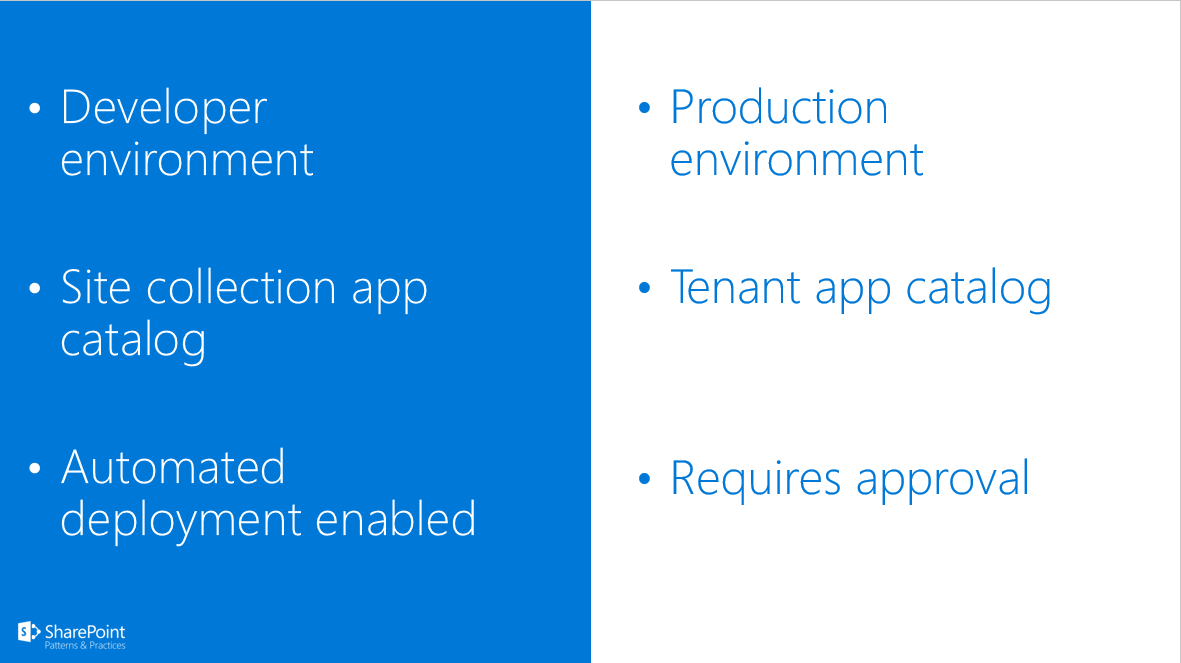 • Developer
environment
• Site collection app
catalog
• Automated
deployment enabled
S
SharePoint
Patterns & Practices
• Production
environment
• Tenant app catalog
• Requires approval